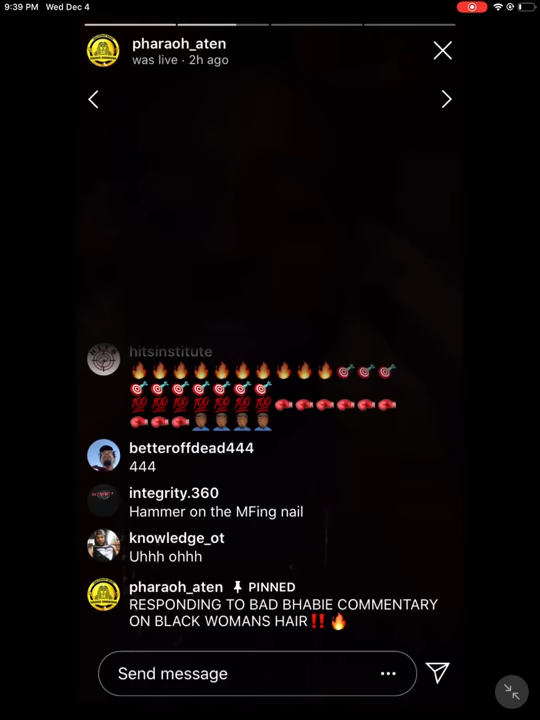 9:39 PM Wed Dec 4
pharaoh_aten
was live · 2h ago
hitsinstitute
🔥🔥🔥🔥🔥🔥🔥🔥🔥🔥🎯🎯🎯
🎯🎯🎯🎯🎯🎯🎯
💯💯💯💯💯💯💯🥊🥊🥊🥊🥊🥊
🥊🥊🥊🤦🏾‍♂️🤦🏾‍♂️🤦🏾‍♂️🤦🏾‍♂️
betteroffdead444
444
integrity.360
Hammer on the MFing nail
knowledge_ot
Uhhh ohhh
pharaoh_aten 📌 PINNED
RESPONDING TO BAD BHABIE COMMENTARY
ON BLACK WOMANS HAIR‼️🔥
Send message